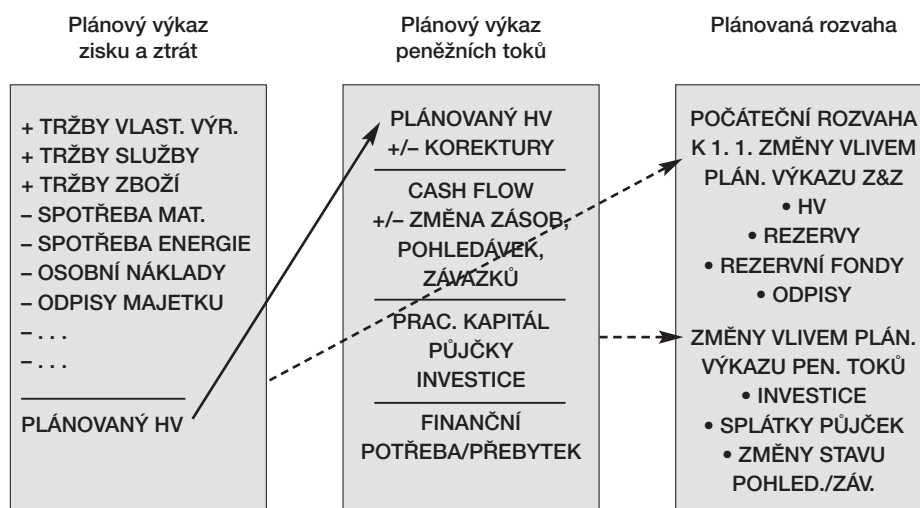 Plánový výkaz
zisku a ztrát
+ TRŽBY VLAST. VÝR.
+ TRŽBY SLUŽBY
+ TRŽBY ZBOŽÍ
– SPOTŘEBA MAT.
– SPOTŘEBA ENERGIE
– OSOBNÍ NÁKLADY
– ODPISY MAJETKU
– . . .
– . . .
PLÁNOVANÝ HV
Plánový výkaz
peněžních toků
PLÁNOVANÝ HV
+/– KOREKTURY
CASH FLOW
+/– ZMĚNA ZÁSOB,
POHLEDÁVEK,
ZÁVAZKŮ
PRAC. KAPITÁL
PŮJČKY
INVESTICE
FINANČNÍ
POTŘEBA/PŘEBYTEK
Plánovaná rozvaha
POČÁTEČNÍ ROZVAHA
K 1. 1. ZMĚNY VLIVEM
PLÁN. VÝKAZU Z&Z
• HV
• REZERVY
• REZERVNÍ FONDY
• ODPISY
ZMĚNY VLIVEM PLÁN.
VÝKAZU PEN. TOKŮ
• INVESTICE
• SPLÁTKY PŮJČEK
• ZMĚNY STAVU
POHLED./ZÁV.